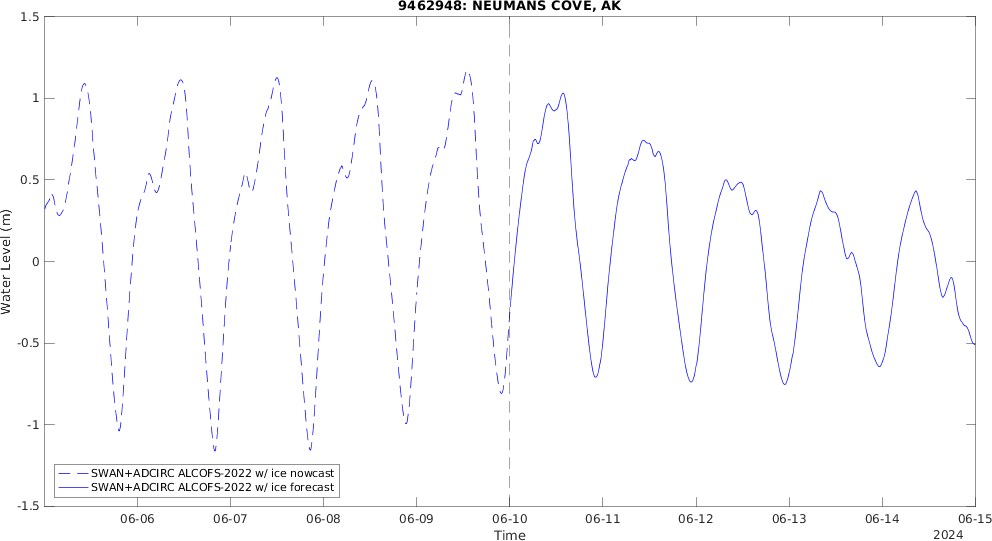 9462948: NEUMANS COVE, AK
1.5
1
0.5
0
-0.5
-1
-1.5
Water Level (m)
SWAN+ADCIRC ALCOFS-2022 w/ ice nowcast
SWAN+ADCIRC ALCOFS-2022 w/ ice forecast
06-06 06-07 06-08 06-09 06-10 06-11 06-12 06-13 06-14 06-15
Time
2024